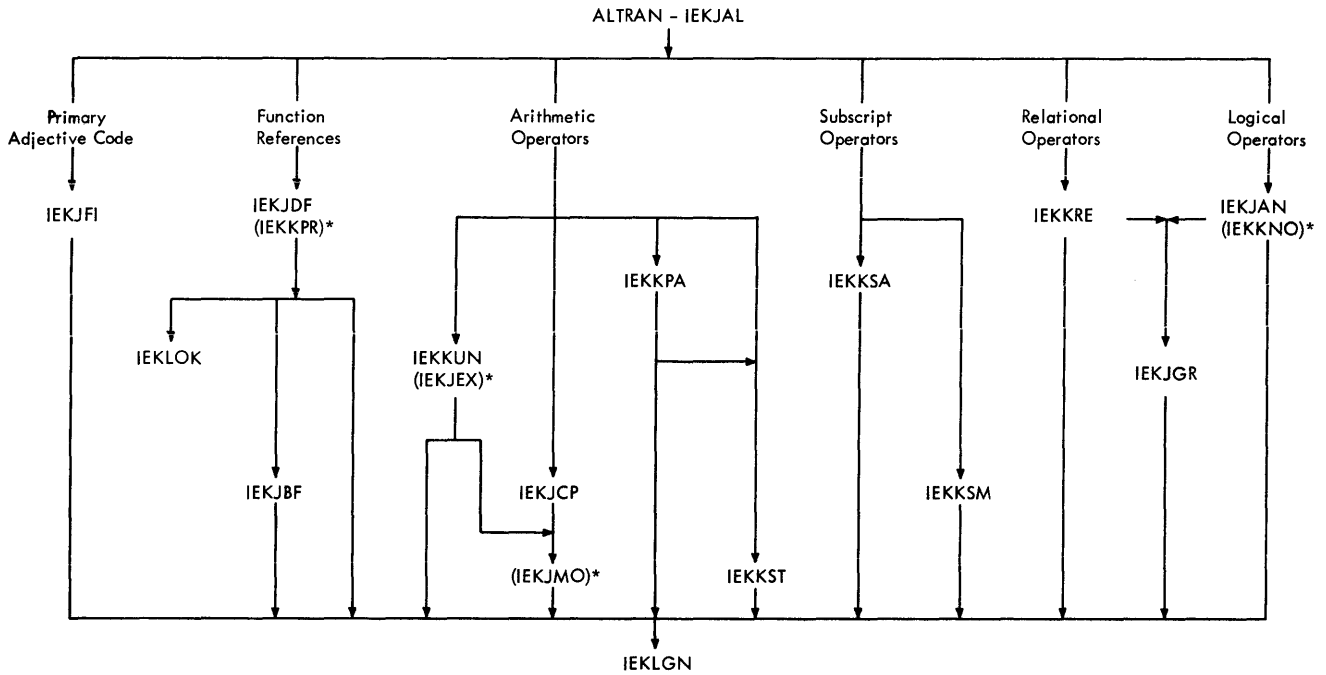 ALTRAN - IEKJAL
Primary
Adjective Code
Function
References
Arithmetic
Operators
Subscript
Operators
Relational
Operators
Logical
Operators
IEKJFI
IEKJDF
(IEKKPR)*
IEKKRE
IEKJAN
(IEKKNO)*
IEKKPA
IEKKSA
IEKLOK
IEKKUN
(IEKJEX)*
IEKJGR
IEKJBF
IEKJCP
IEKKSM
(IEKJMO)*
IEKKST
IEKLGN